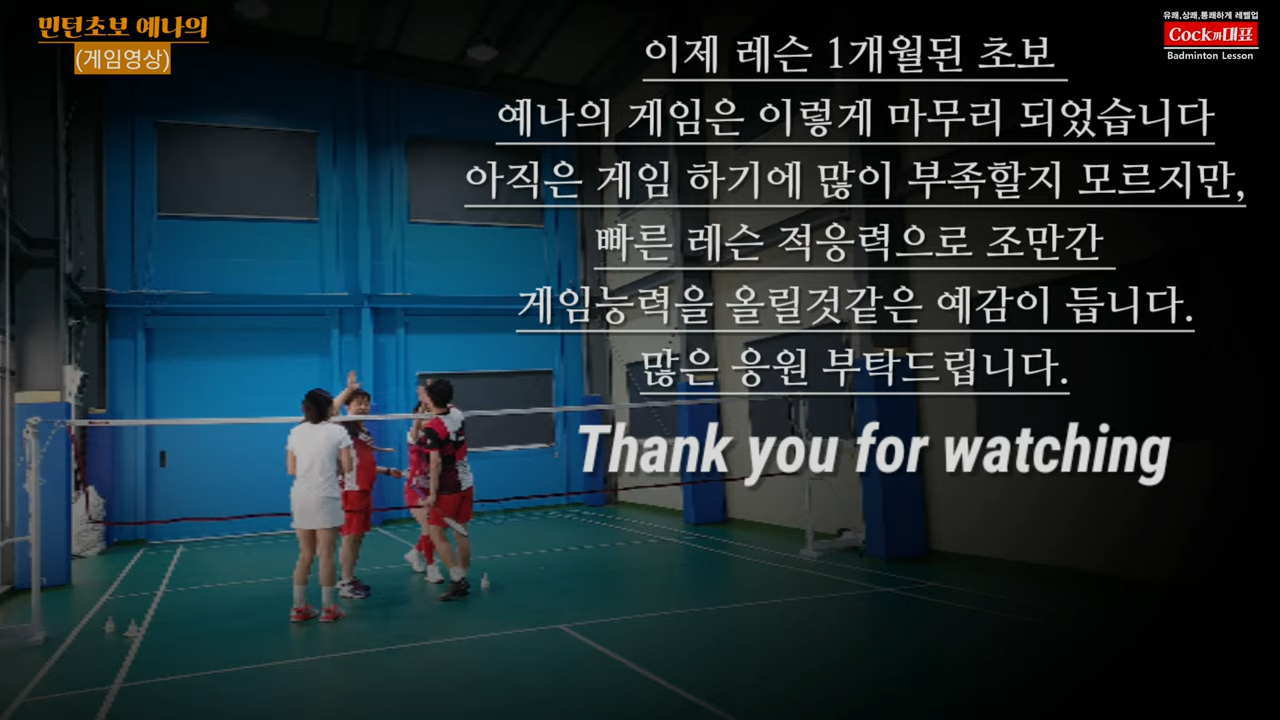 민턴초보 예나의
(게임영상)
유쾌,상쾌,통쾌하게 레벨업
Cock까대표
Badminton Lesson
이제 레슨 1개월된 초보
예나의 게임은 이렇게 마무리 되었습니다
아직은 게임 하기에 많이 부족할지 모르지만,
빠른 레슨 적응력으로 조만간
게임능력을 올릴것같은 예감이 듭니다.
많은 응원 부탁드립니다.
Thank you for watching